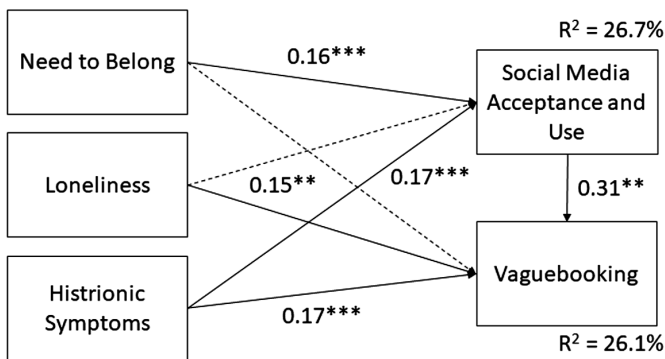 R² = 26.7%
Need to Belong
0.16***
Social Media
Acceptance and
Use
Loneliness
0.15**
0.17***
0.31**
Histrionic
Symptoms
0.17***
Vaguebooking
R² = 26.1%